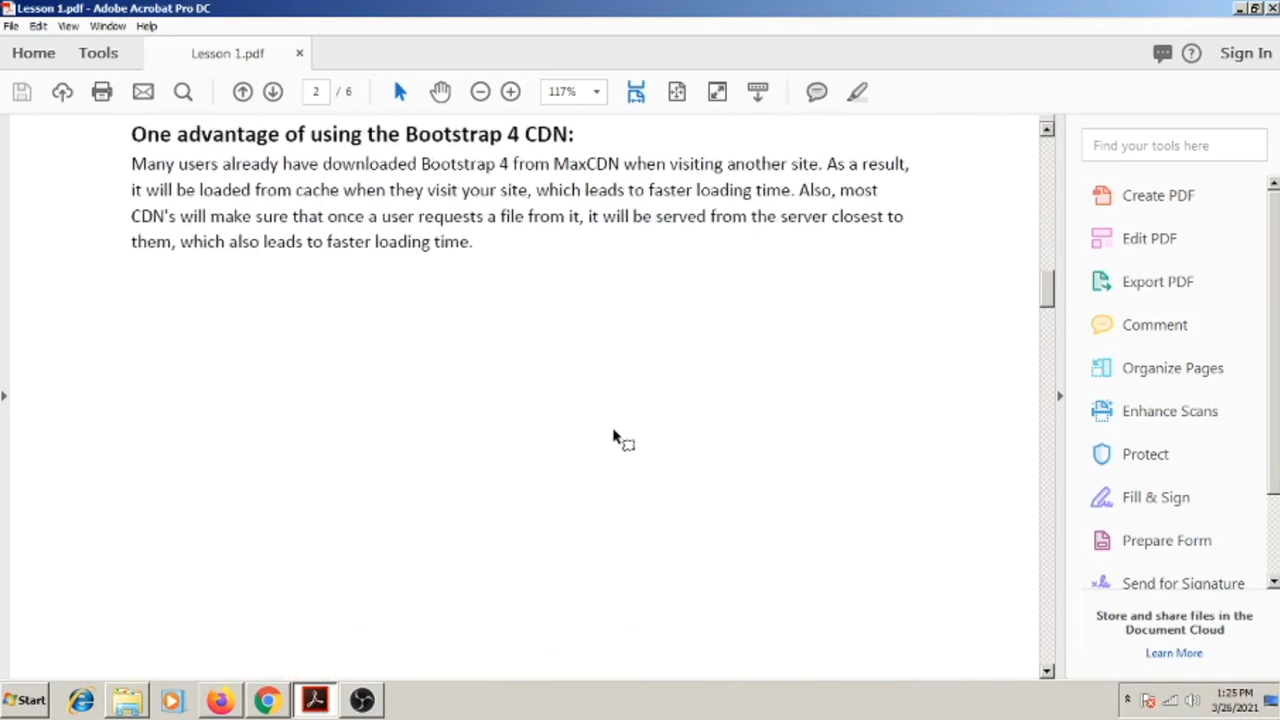 Lesson 1.pdf - Adobe Acrobat Pro DC
File Edit View Window Help
Home Tools Lesson 1.pdf × Sign In
2 / 6 117%
One advantage of using the Bootstrap 4 CDN:
Many users already have downloaded Bootstrap 4 from MaxCDN when visiting another site. As a result,
it will be loaded from cache when they visit your site, which leads to faster loading time. Also, most
CDN's will make sure that once a user requests a file from it, it will be served from the server closest to
them, which also leads to faster loading time.
Find your tools here
Create PDF
Edit PDF
Export PDF
Comment
Organize Pages
Enhance Scans
Protect
Fill & Sign
Prepare Form
Send for Signature
Store and share files in the
Document Cloud
Learn More
Start
1:25 PM
3/26/2021